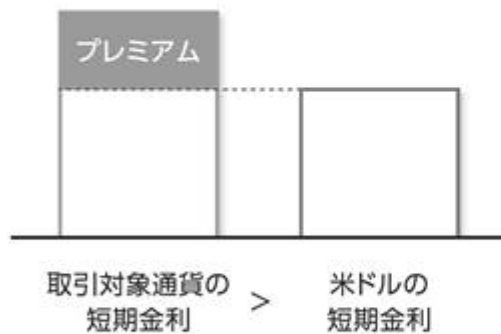 プレミアム
取引対象通貨の
短期金利
>
米ドルの
短期金利